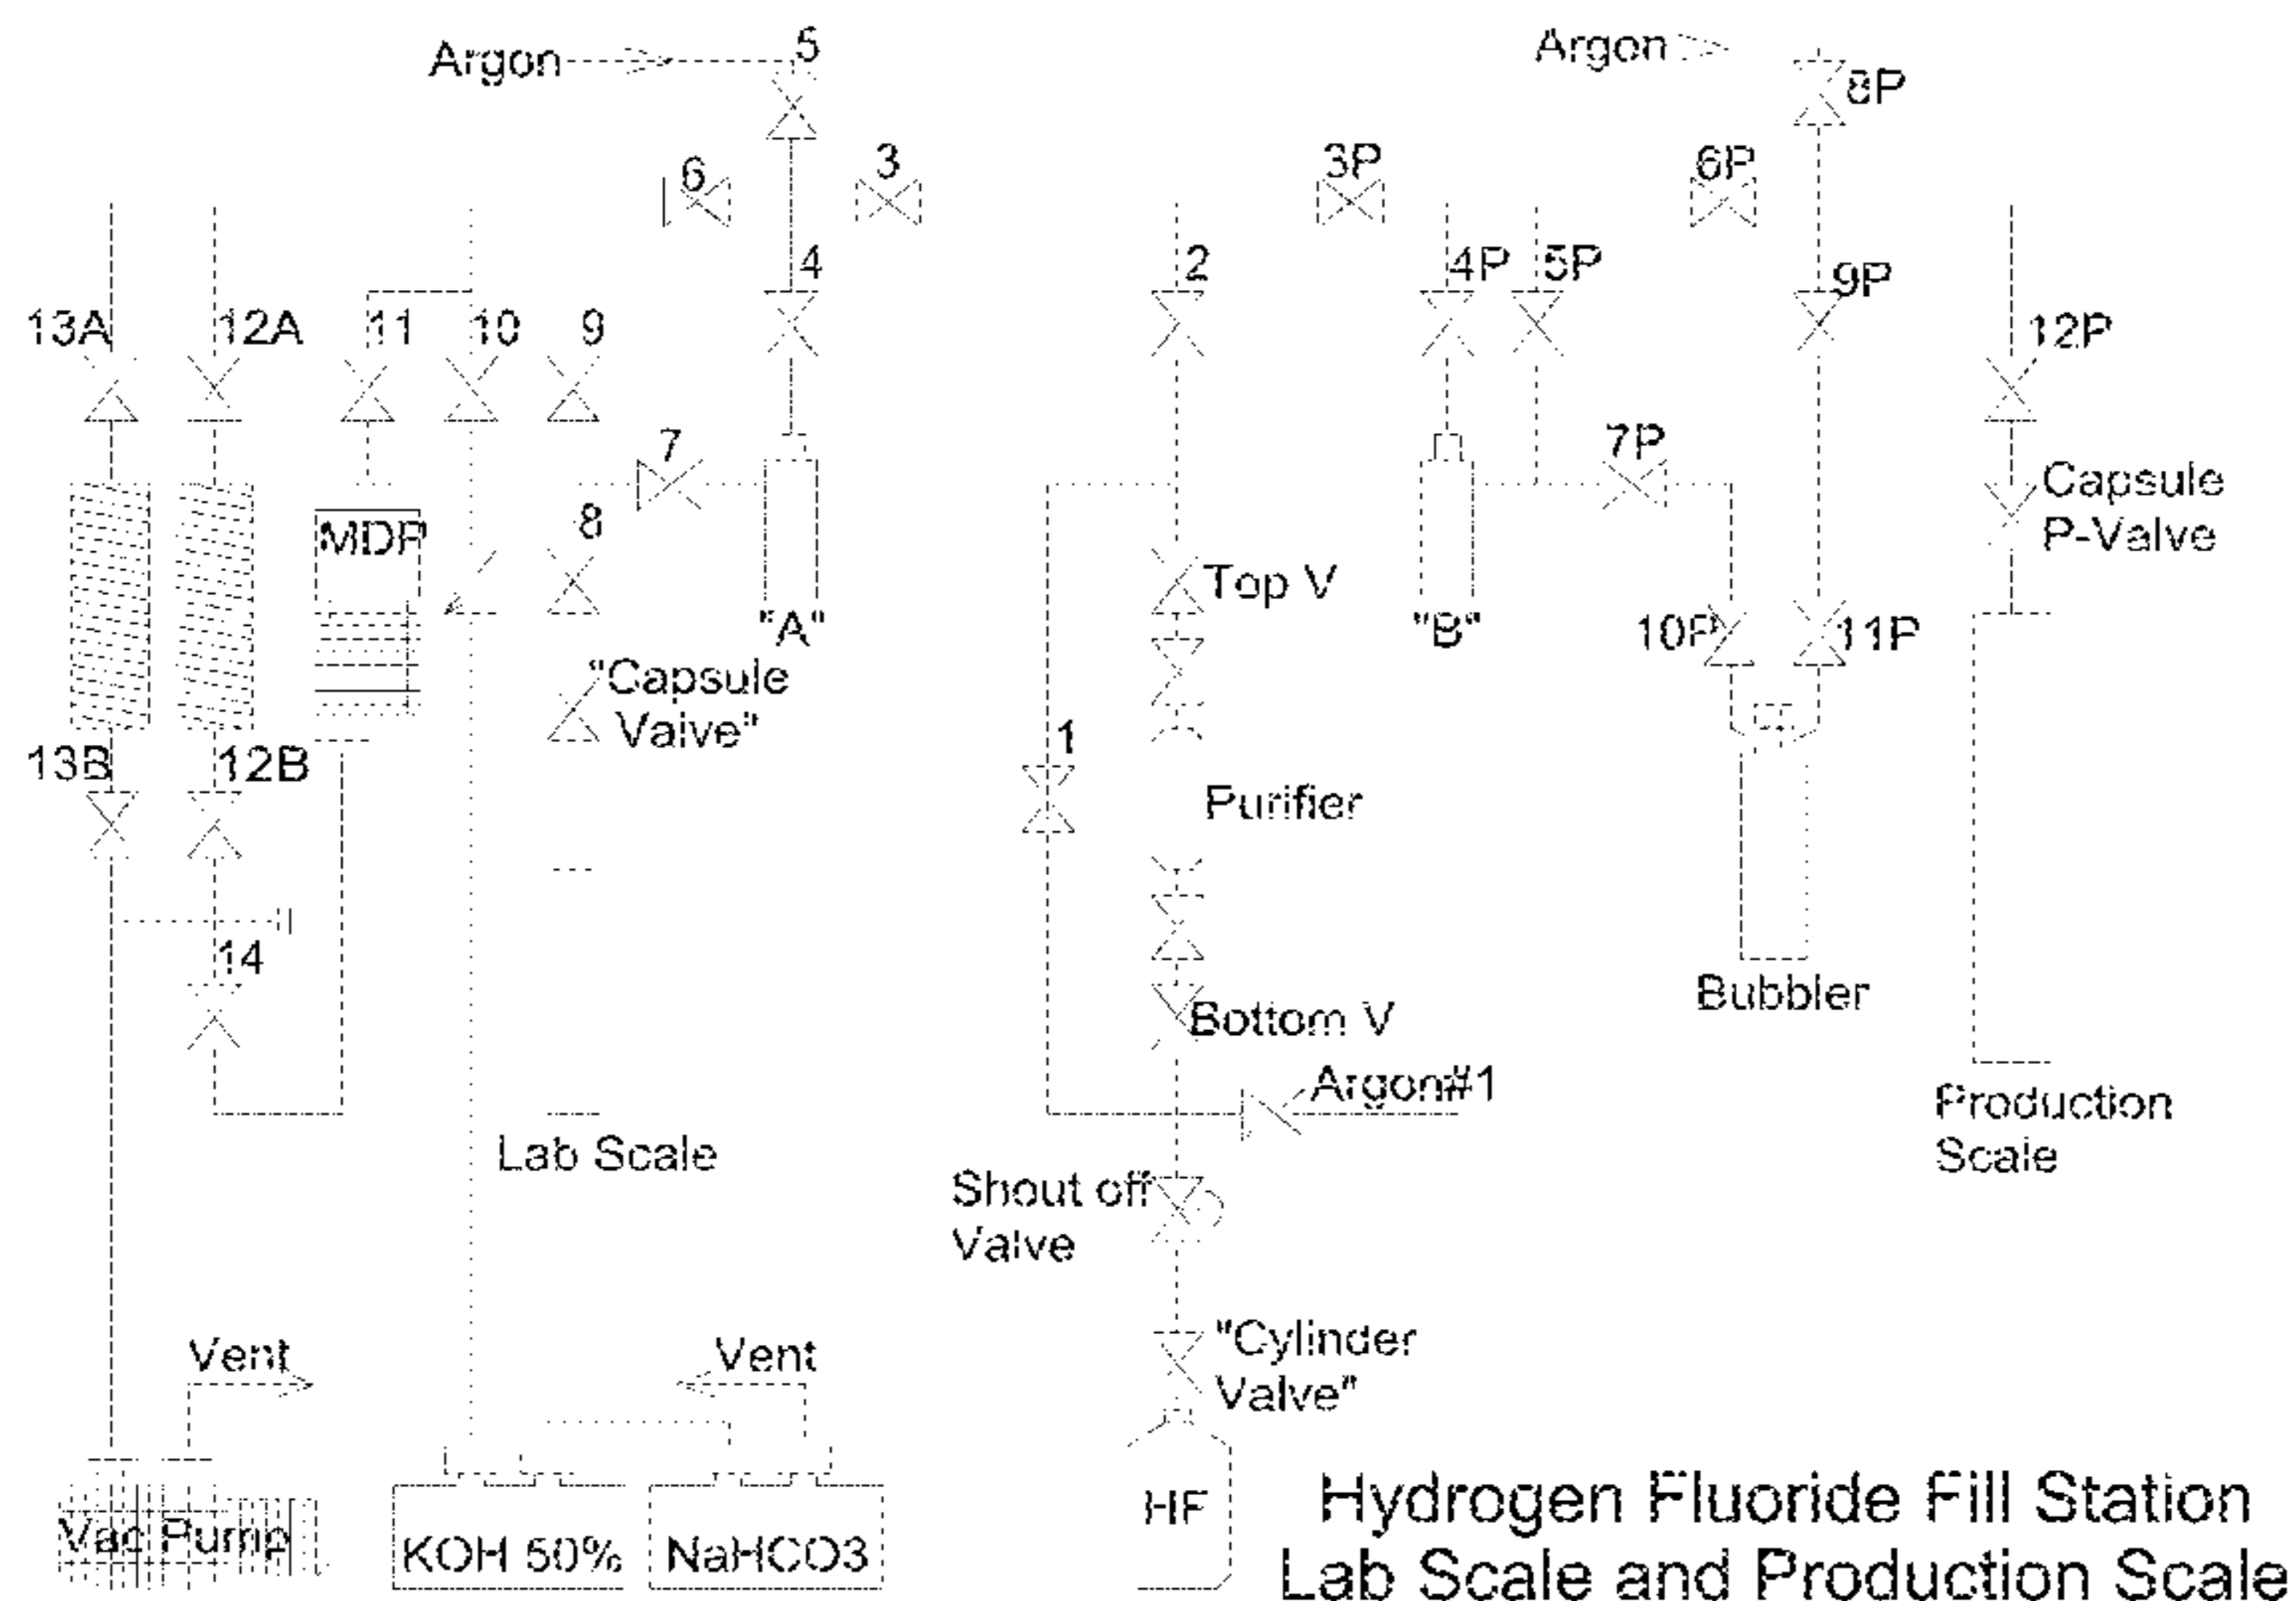 Argon
5
Argon
8P
6
3
3P
6P
4
2
4P
5P
9P
13A
12A
11
10
9
12P
7
7P
8
Capsule
P-Valve
MDP
Top V
"A"
"B"
10P
11P
"Capsule
Valve"
1
13B
12B
Purifier
14
Bubbler
Bottom V
Argon#1
Production
Scale
Lab Scale
Shout off
Valve
Vent
Vent
"Cylinder
Valve"
HF
Vac Pump
KOH 50%
NaHCO3
Hydrogen Fluoride Fill Station
Lab Scale and Production Scale